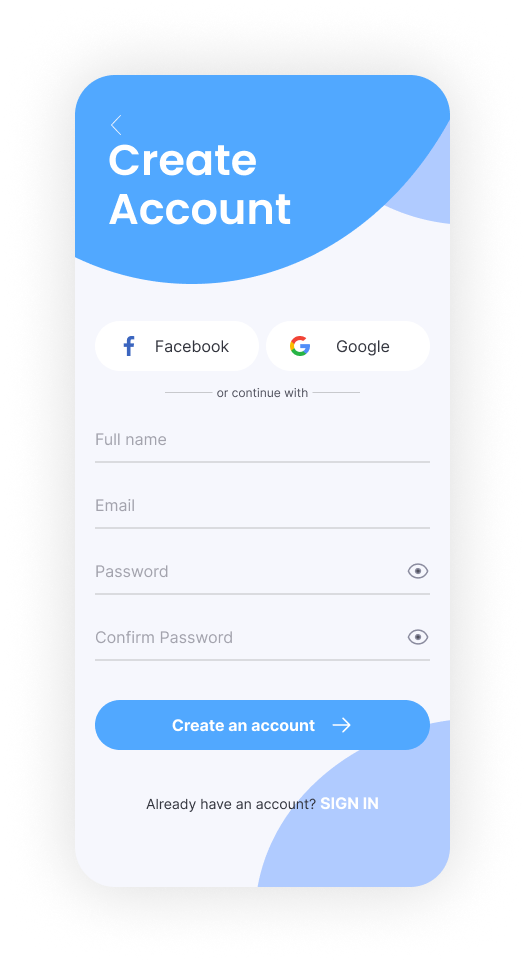 Create
Account
Facebook
Google
or continue with
Full name
Email
Password
Confirm Password
Create an account
Already have an account? SIGN IN